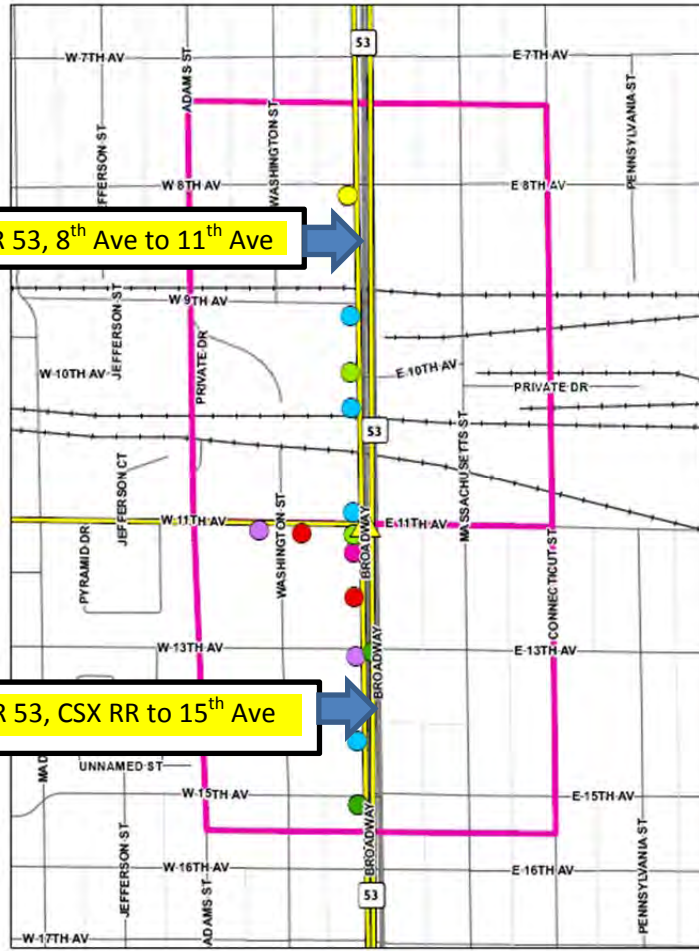 53
W 7TH AV
E 7TH AV
ADAMS ST
JEFFERSON ST
WASHINGTON ST
PENNSYLVANIA ST
W 8TH AV
E 8TH AV
R 53, 8th Ave to 11th Ave
W 9TH AV
JEFFERSON ST
PRIVATE DR
W 10TH AV
E 10TH AV
PRIVATE DR
53
MASSACHUSETTS ST
JEFFERSON CT
W 11TH AV
E 11TH AV
BROADWAY
PYRAMID DR
WASHINGTON ST
CONNECTICUT ST
W 13TH AV
E 13TH AV
BROADWAY
R 53, CSX RR to 15th Ave
MAD
UNNAMED ST
W 15TH AV
E 15TH AV
JEFFERSON ST
ADAMS ST
BROADWAY
PENNSYLVANIA ST
W 16TH AV
E 16TH AV
53
W 17TH AV